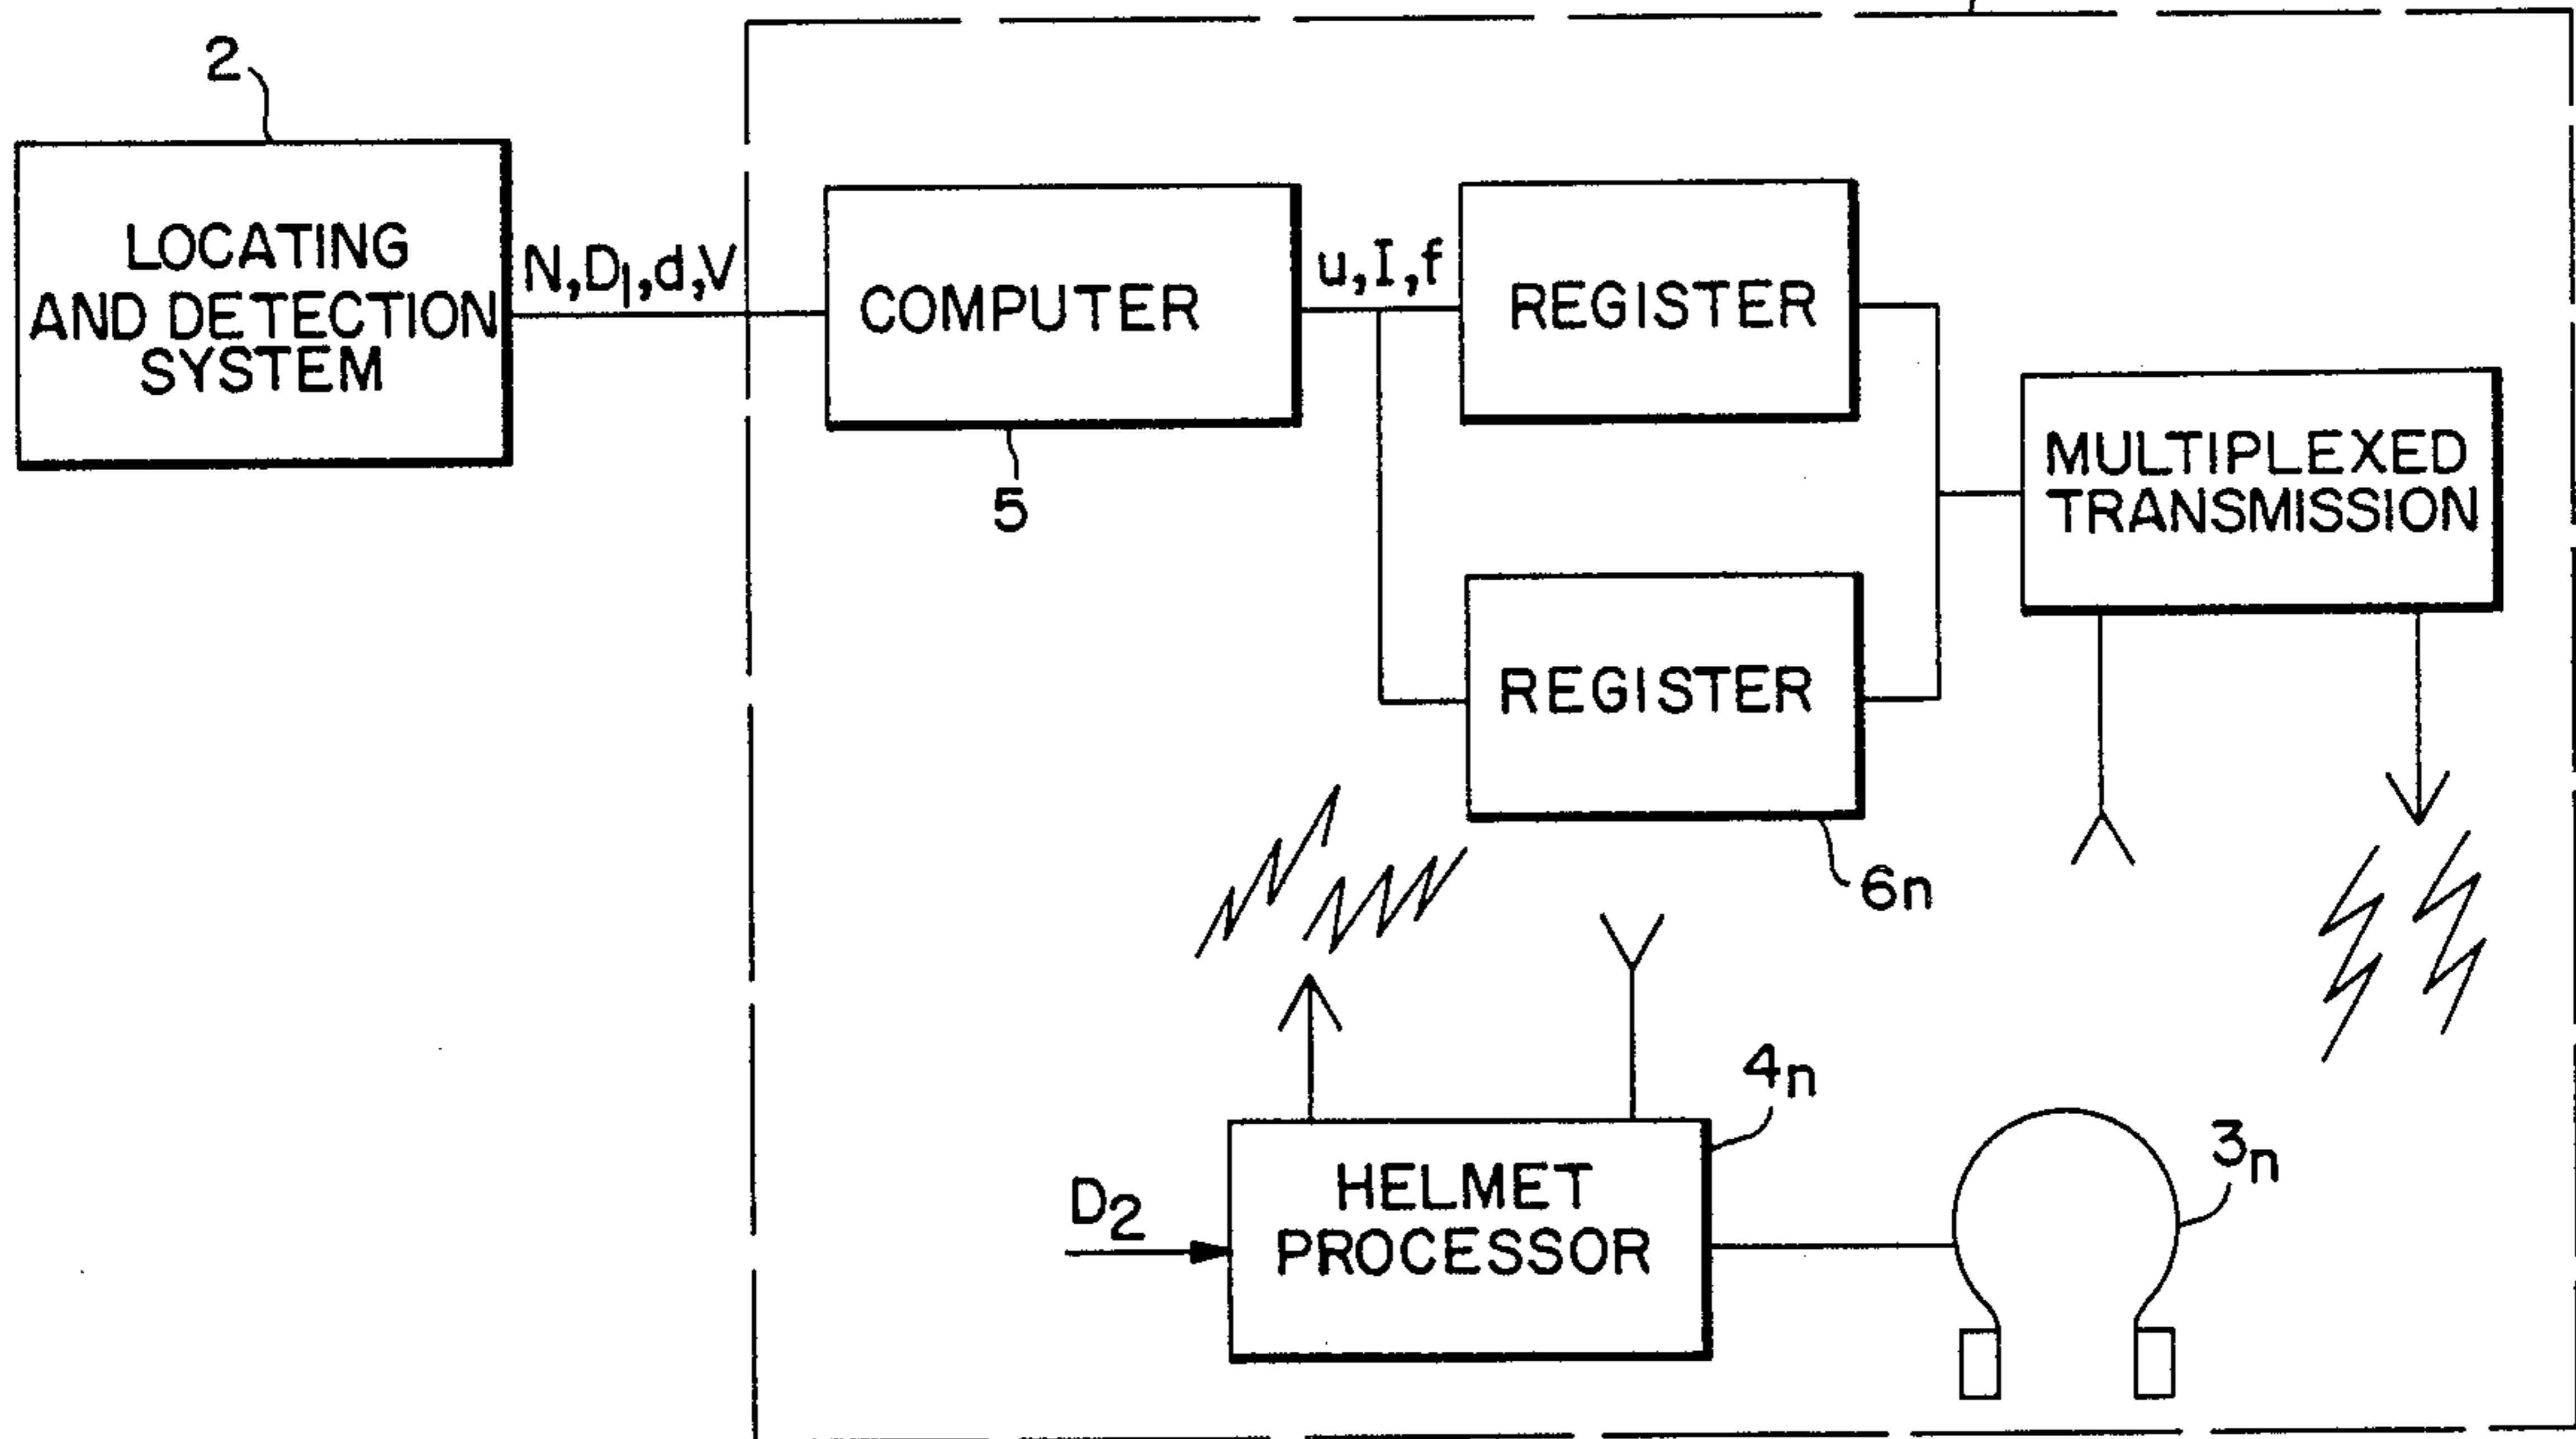 2
LOCATING
AND DETECTION
SYSTEM
N,D₁,d,V
COMPUTER
5
u,I,f
REGISTER
REGISTER
6n
MULTIPLEXED
TRANSMISSION
D₂
HELMET
PROCESSOR
4ₙ
3ₙ